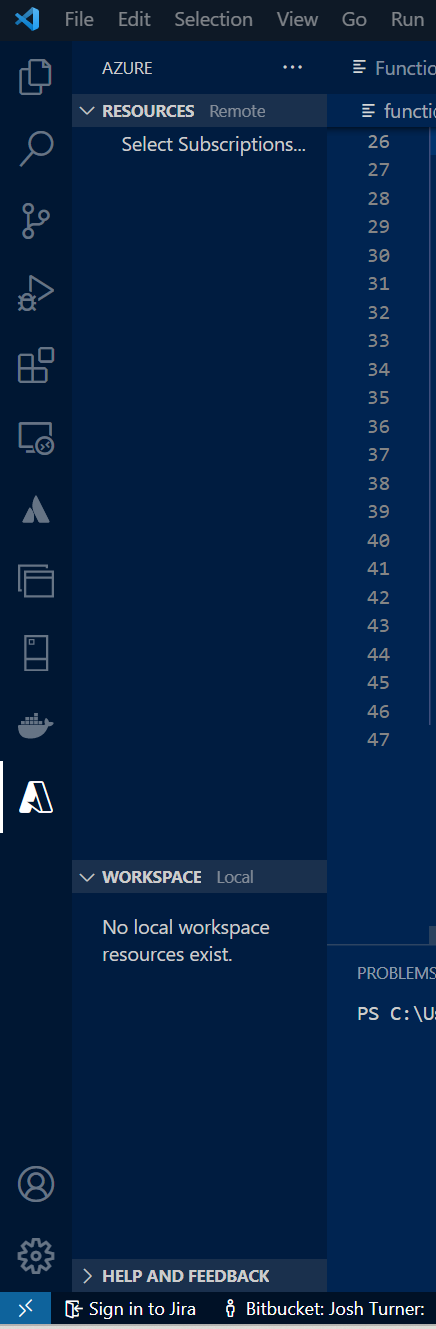 File Edit Selection View Go Run
AZURE
RESOURCES Remote
Select Subscriptions...
WORKSPACE Local
No local workspace
resources exist.
HELP AND FEEDBACK
Functio
functi
26
27
28
29
30
31
32
33
34
35
36
37
38
39
40
41
42
43
44
45
46
47
PROBLEMS
PS C:\Us
Sign in to Jira Bitbucket: Josh Turner: